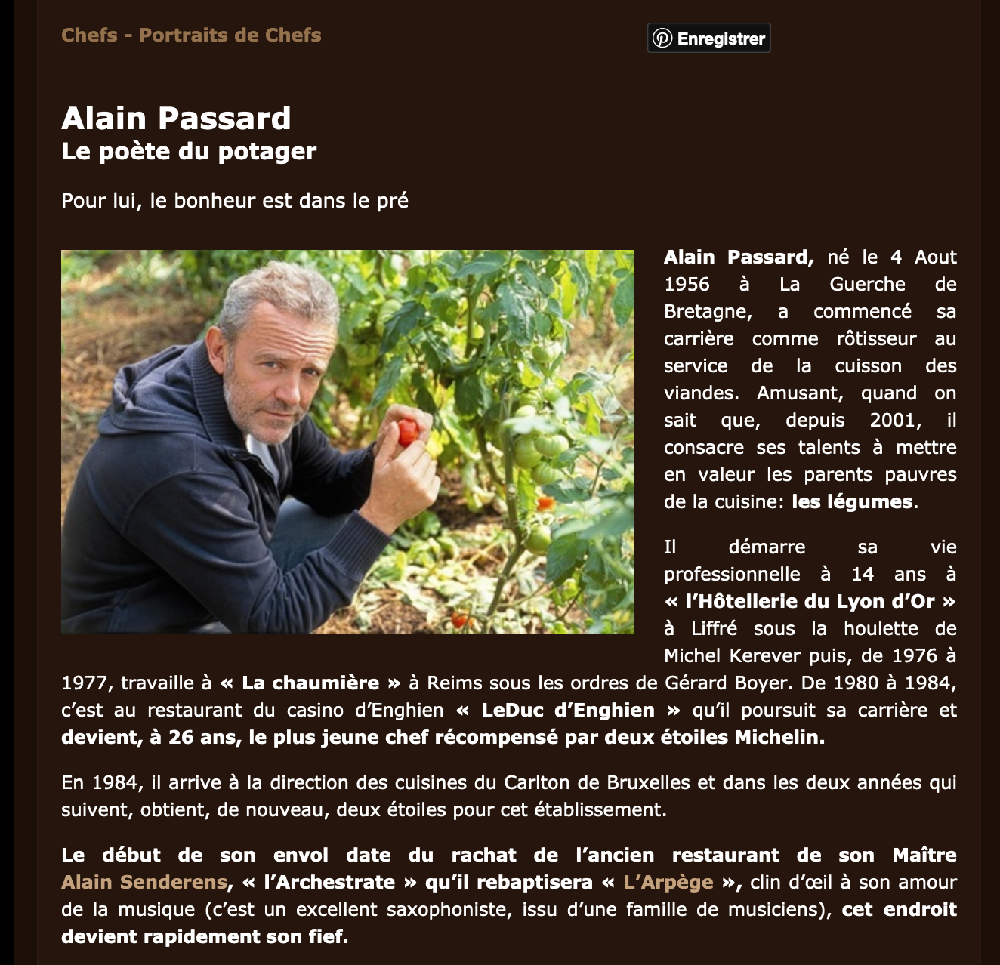 Chefs - Portraits de Chefs
Enregistrer
Alain Passard
Le poète du potager
Pour lui, le bonheur est dans le pré
Alain Passard, né le 4 Aout
1956 à La Guerche de
Bretagne, a commencé sa
carrière comme rôtisseur au
service de la cuisson des
viandes. Amusant, quand on
sait que, depuis 2001, il
consacre ses talents à mettre
en valeur les parents pauvres
de la cuisine: les légumes.
Il démarre sa vie
professionnelle à 14 ans à
« l’Hôtellerie du Lyon d’Or »
à Liffré sous la houlette de
Michel Kerever puis, de 1976 à
1977, travaille à « La chaumière » à Reims sous les ordres de Gérard Boyer. De 1980 à 1984,
c’est au restaurant du casino d’Enghien « LeDuc d’Enghien » qu’il poursuit sa carrière et
devient, à 26 ans, le plus jeune chef récompensé par deux étoiles Michelin.
En 1984, il arrive à la direction des cuisines du Carlton de Bruxelles et dans les deux années qui
suivent, obtient, de nouveau, deux étoiles pour cet établissement.
Le début de son envol date du rachat de l’ancien restaurant de son Maître
Alain Senderens, « l’Archestrate » qu’il rebaptisera « L’Arpège », clin d’œil à son amour
de la musique (c’est un excellent saxophoniste, issu d’une famille de musiciens), cet endroit
devient rapidement son fief.